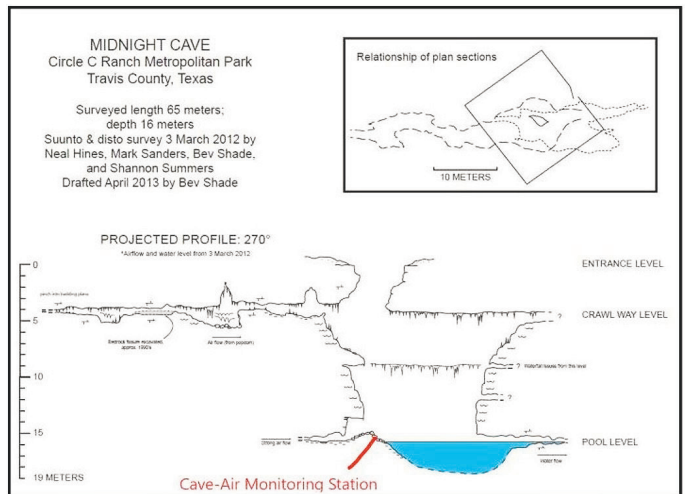 MIDNIGHT CAVE
Circle C Ranch Metropolitan Park
Travis County, Texas
Surveyed length 65 meters;
depth 16 meters
Suunto & disto survey 3 March 2012 by
Neal Hines, Mark Sanders, Bev Shade,
and Shannon Summers
Drafted April 2013 by Bev Shade
Relationship of plan sections
10 METERS
PROJECTED PROFILE: 270°
*Airflow and water level from 3 March 2012
0
ENTRANCE LEVEL
CRAWL WAY LEVEL
?
5
Bedrock fissure excavated,
approx. 1990's
Air flow (from popcorn)
? Waterfall issues from this level
10
?
15
Strong air flow
POOL LEVEL
Water flow
19 METERS
Cave-Air Monitoring Station